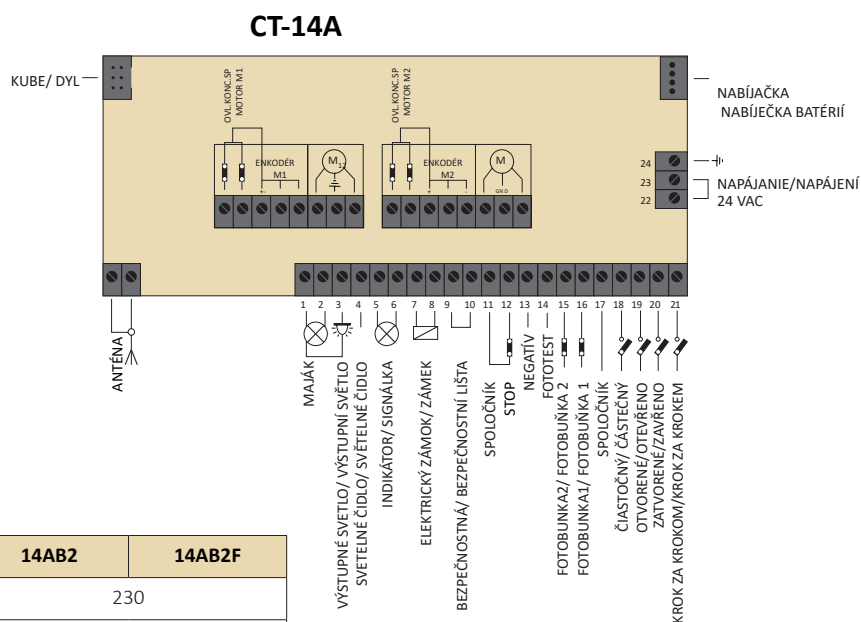 CT-14A
KUBE/ DYL
OVL.KONC.SP
MOTOR M1
ENKODÉR
M1
+-
M12
OVL.KONC.SP
MOTOR M2
ENKODÉR
M2
+ -
M
GND
NABÍJAČKA
NABÍJEČKA BATÉRIÍ
24
23
22
NAPÁJANIE/NAPÁJENÍ
24 VAC
1 2 3 4 5 6 7 8 9 10 11 12 13 14 15 16 17 18 19 20 21
ANTÉNA
MAJÁK
VÝSTUPNÉ SVETLO/ VÝSTUPNÍ SVĚTLO
SVETELNÉ ČIDLO/ SVĚTELNÉ ČIDLO
INDIKÁTOR/ SIGNÁLKA
ELEKTRICKÝ ZÁMOK/ ZÁMEK
BEZPEČNOSTNÁ/ BEZPEČNOSTNÍ LIŠTA
SPOLOČNÍK
STOP
NEGATÍV
FOTOTEST
FOTOBUNKA2/ FOTOBUŇKA 2
FOTOBUNKA1/ FOTOBUŇKA 1
SPOLOČNÍK
ČIASTOČNÝ/ ČÁSTEČNÝ
OTVORENÉ/OTEVŘENO
ZATVORENÉ/ZAVŘENO
KROK ZA KROKOM/KROK ZA KROKEM
14AB2 14AB2F
230